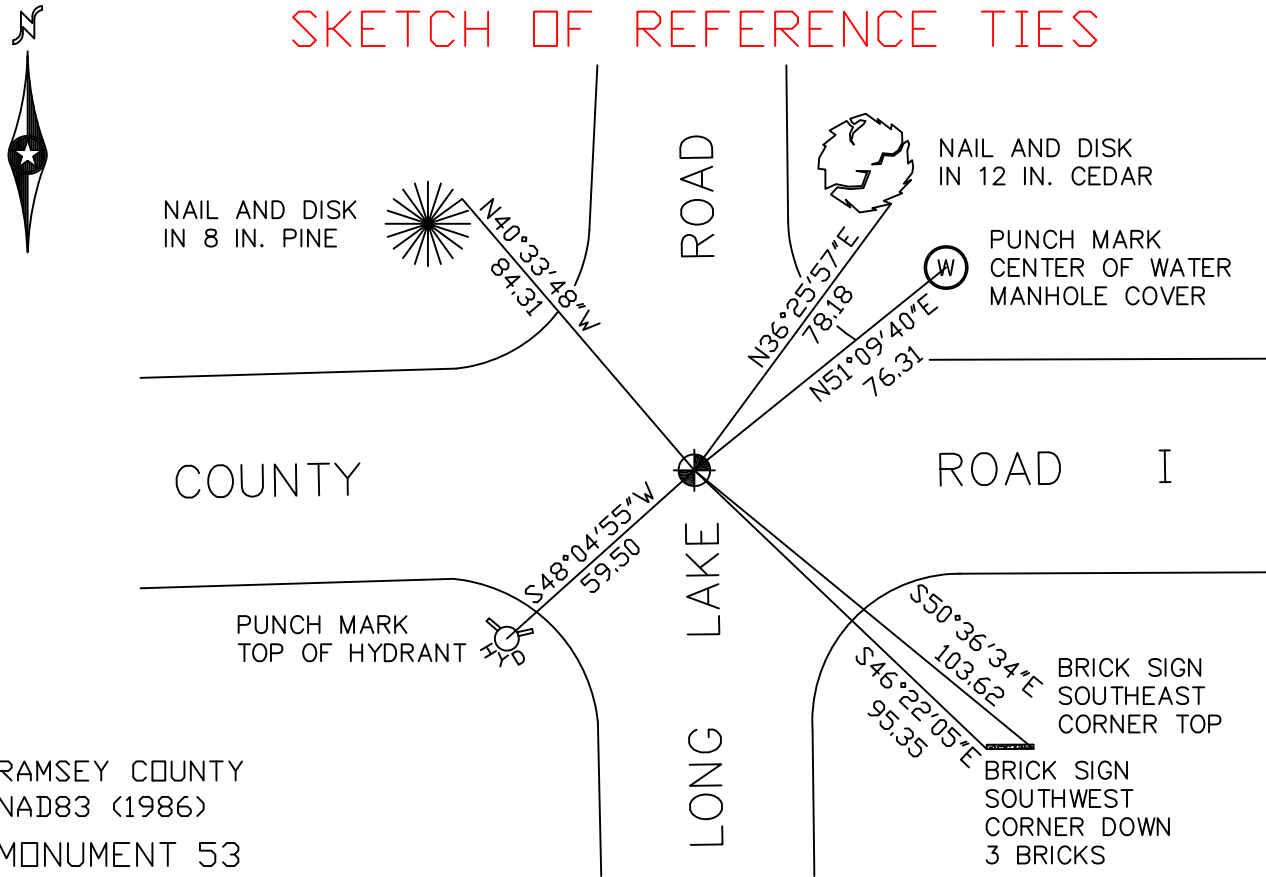 N
SKETCH OF REFERENCE TIES
NAIL AND DISK
IN 12 IN. CEDAR
NAIL AND DISK
IN 8 IN. PINE
ROAD
N40°33'48"W
84.31
N36°25'57"E
78.18
W
PUNCH MARK
CENTER OF WATER
MANHOLE COVER
N51°09'40"E
76.31
COUNTY
ROAD I
S48°04'55"W
59.50
LAKE
PUNCH MARK
TOP OF HYDRANT
HYD
S50°36'34"E
103.62
S46°22'05"E
95.35
BRICK SIGN
SOUTHEAST
CORNER TOP
LONG
BRICK SIGN
SOUTHWEST
CORNER DOWN
3 BRICKS
RAMSEY COUNTY
NAD83 (1986)
MONUMENT 53